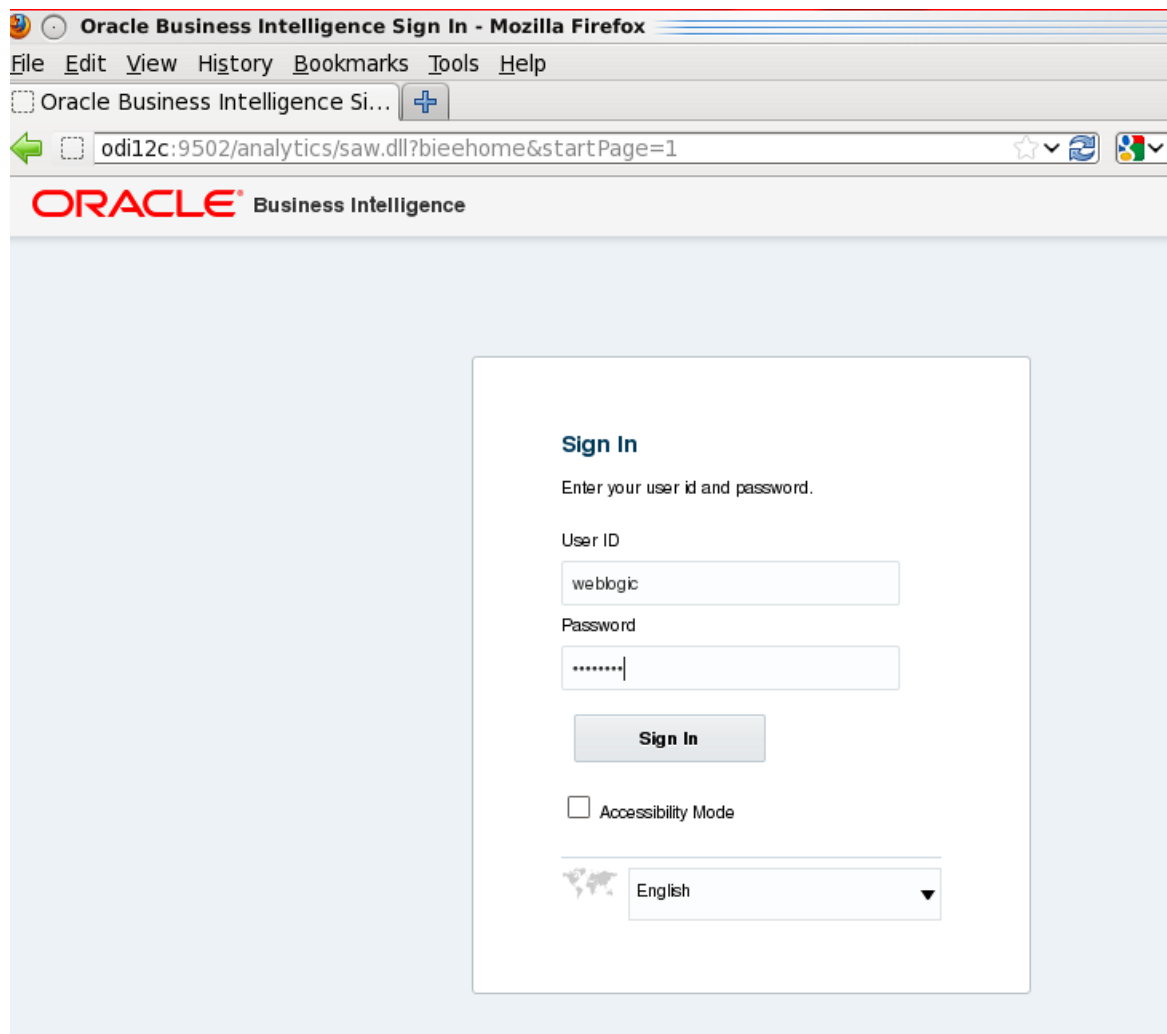 Oracle Business Intelligence Sign In - Mozilla Firefox
File Edit View History Bookmarks Tools Help
Oracle Business Intelligence Si...
odi12c:9502/analytics/saw.dll?bieehome&startPage=1
ORACLE® Business Intelligence
Sign In
Enter your user id and password.
User ID
weblogic
Password
••••••••
Sign In
Accessibility Mode
English